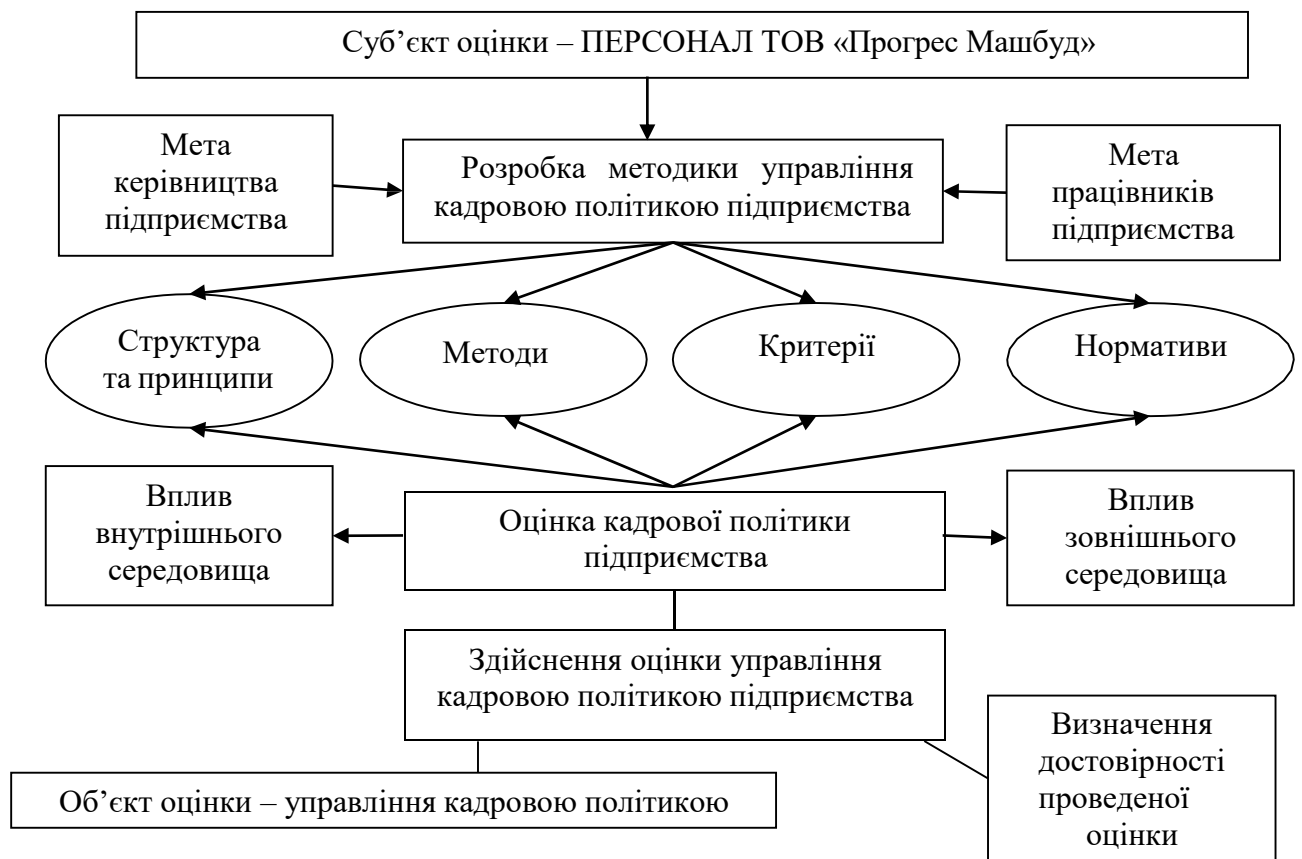 Суб’єкт оцінки – ПЕРСОНАЛ ТОВ «Прогрес Машбуд»
Мета
керівництва
підприємства
Розробка методики управління
кадровою політикою підприємства
Мета
працівників
підприємства
Структура
та принципи
Методи
Критерії
Нормативи
Вплив
внутрішнього
середовища
Оцінка кадрової політики
підприємства
Вплив
зовнішнього
середовища
Здійснення оцінки управління
кадровою політикою підприємства
Визначення
достовірності
проведеної
оцінки
Об’єкт оцінки – управління кадровою політикою